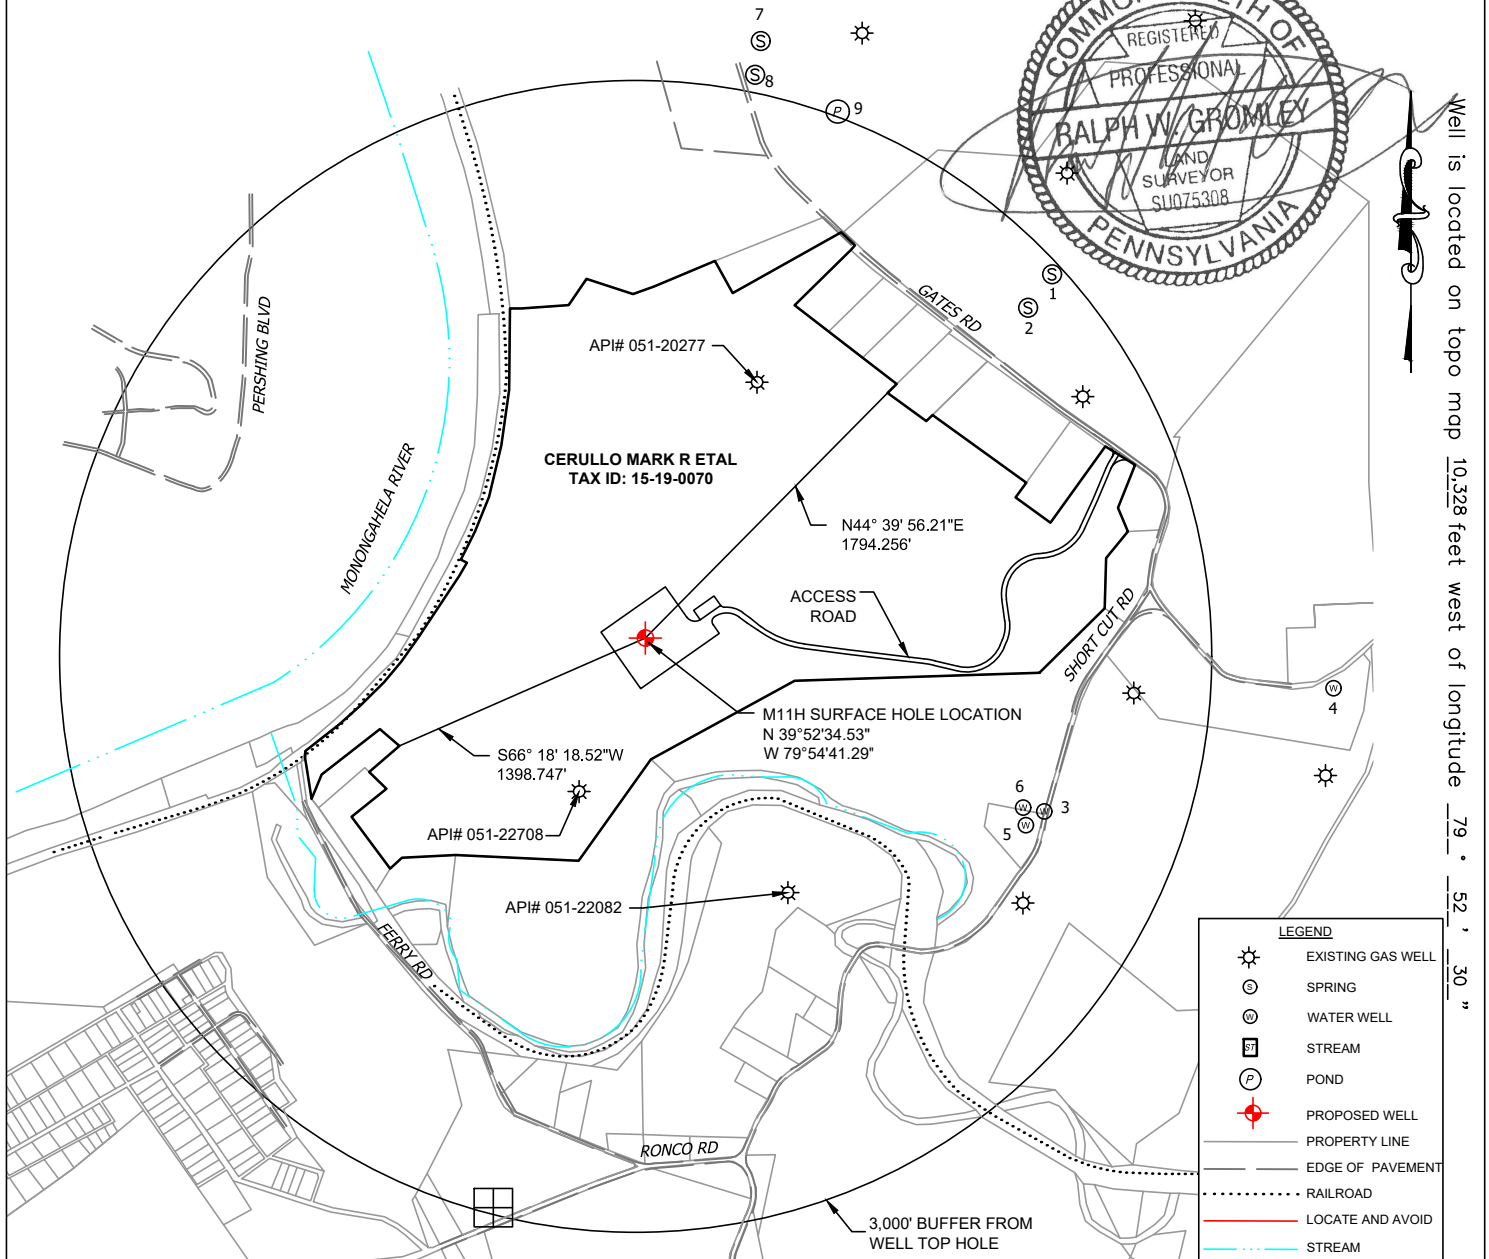 7
S
S
8
P
9
COMMONWEALTH OF
REGISTERED
PROFESSIONAL
RALPH W. GROMLEY
LAND
SURVEYOR
SU075308
PENNSYLVANIA
Well is located on topo map 10,328 feet west of longitude 79 ° 52 ' 30 "
S
1
S
2
GATES RD
PERSHING BLVD
API# 051-20277
MONONGAHELA RIVER
CERULLO MARK R ETAL
TAX ID: 15-19-0070
N44° 39' 56.21"E
1794.256'
ACCESS
ROAD
SHORT CUT RD
W
4
M11H SURFACE HOLE LOCATION
N 39°52'34.53"
W 79°54'41.29"
S66° 18' 18.52"W
1398.747'
6
W
W
3
5
W
API# 051-22708
API# 051-22082
FERRY RD
RONCO RD
3,000' BUFFER FROM
WELL TOP HOLE
LEGEND
EXISTING GAS WELL
S SPRING
W WATER WELL
ST STREAM
P POND
PROPOSED WELL
PROPERTY LINE
EDGE OF PAVEMENT
RAILROAD
LOCATE AND AVOID
STREAM